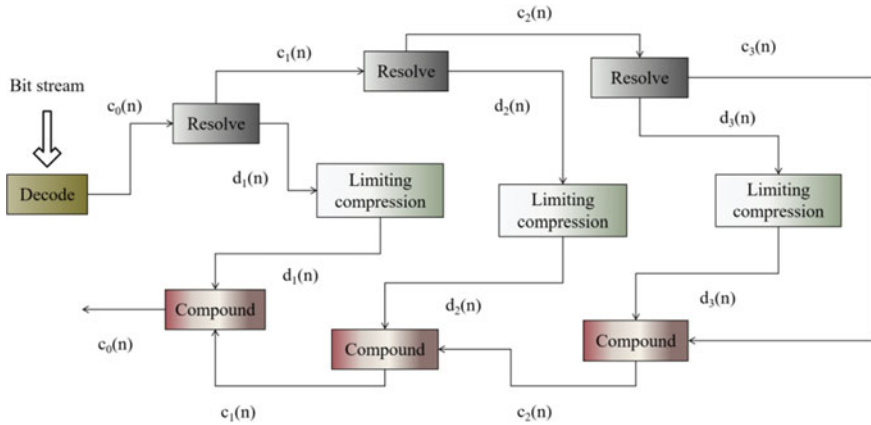 c₂(n)
c₁(n)
c₃(n)
Resolve
Resolve
Bit stream
c₀(n)
d₂(n)
Resolve
d₃(n)
d₁(n)
Limiting
compression
Decode
Limiting
compression
Limiting
compression
d₁(n)
d₂(n)
d₃(n)
Compound
Compound
Compound
c₀(n)
c₁(n)
c₂(n)